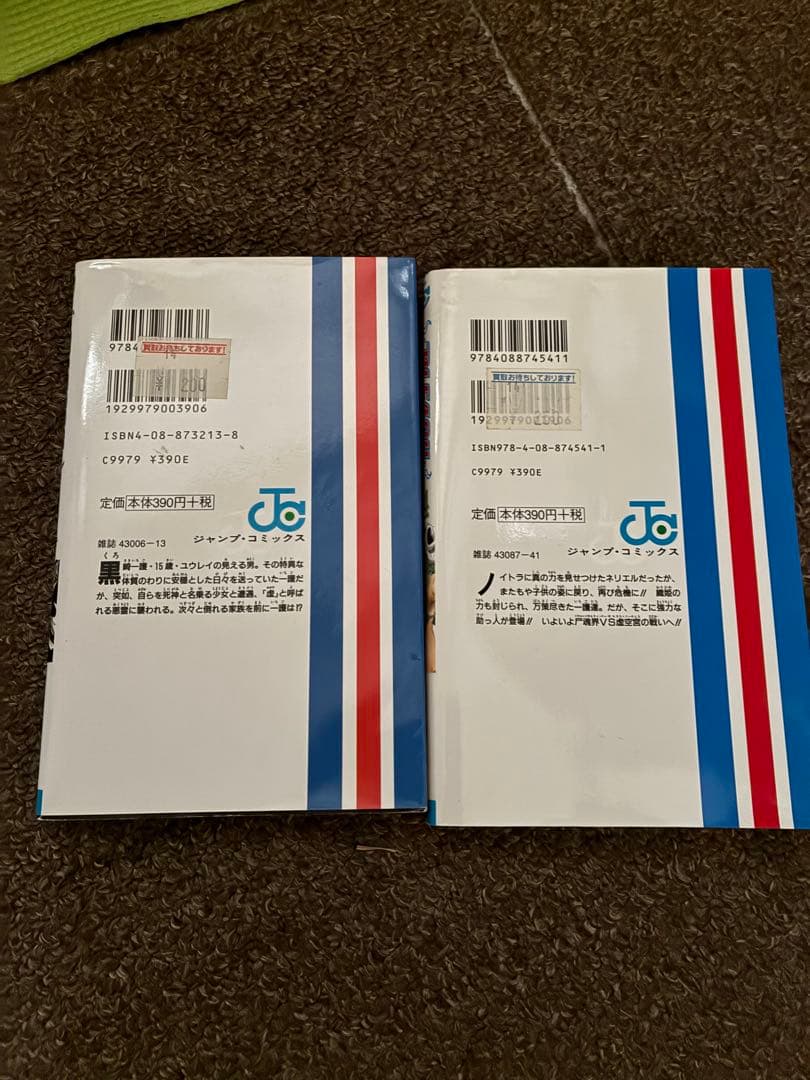 9784
買取お待ちしております!
14
200
1929979003906
ISBN4-08-873213-8
C9979 ¥390E
定価 本体390円+税
ジャンプ・コミックス
雑誌 43006-13
黒崎一護・15歳・ユウレイの見える男。その特異な
体質のわりに安穏とした日々を送っていた一護だ
が、突如、自らを死神と名乗る少女と遭遇、「虚」と呼ば
れる悪霊に襲われる。次々と倒れる家族を前に一護は!?
9784088745411
買取お待ちしております!
1929979003906
ISBN978-4-08-874541-1
C9979 ¥390E
定価 本体390円+税
ジャンプ・コミックス
雑誌 43087-41
ノイトラに真の力を見せつけたネリエルだったが、
またもや子供の姿に戻り、再び危機に!! 織姫の
力も封じられ、万策尽きた一護達。だが、そこに強力な
助っ人が登場!! いよいよ尸魂界VS虚空宮の戦いへ!!